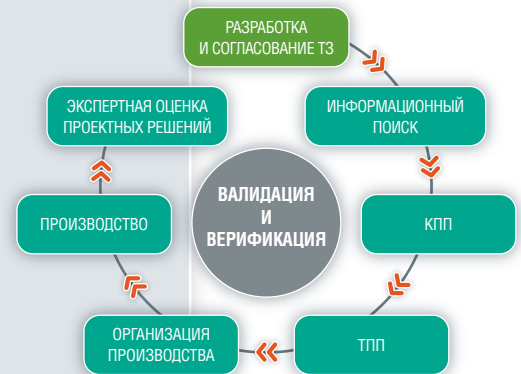 РАЗРАБОТКА
И СОГЛАСОВАНИЕ ТЗ
ИНФОРМАЦИОННЫЙ
ПОИСК
КПП
ТПП
ОРГАНИЗАЦИЯ
ПРОИЗВОДСТВА
ПРОИЗВОДСТВО
ЭКСПЕРТНАЯ ОЦЕНКА
ПРОЕКТНЫХ РЕШЕНИЙ
ВАЛИДАЦИЯ
И
ВЕРИФИКАЦИЯ